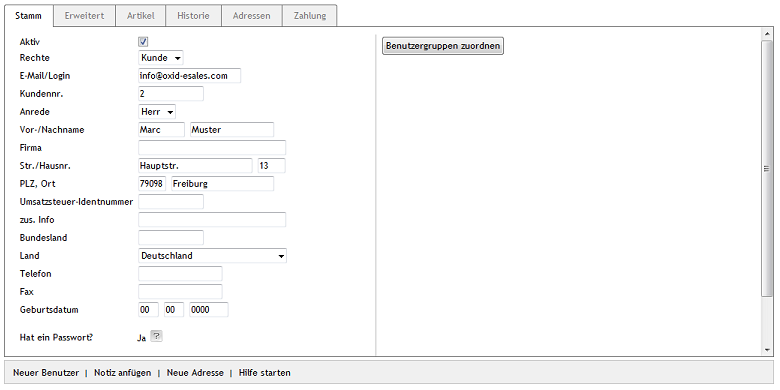 Stamm Erweitert Artikel Historie Adressen Zahlung
Aktiv
Rechte Kunde
E-Mail/Login info@oxid-esales.com
Kundennr. 2
Anrede Herr
Vor-/Nachname Marc Muster
Firma
Str./Hausnr. Hauptstr. 13
PLZ, Ort 79098 Freiburg
Umsatzsteuer-Identnummer
zus. Info
Bundesland
Land Deutschland
Telefon
Fax
Geburtsdatum 00 00 0000
Hat ein Passwort? Ja ?
Benutzergruppen zuordnen
Neuer Benutzer | Notiz anfügen | Neue Adresse | Hilfe starten